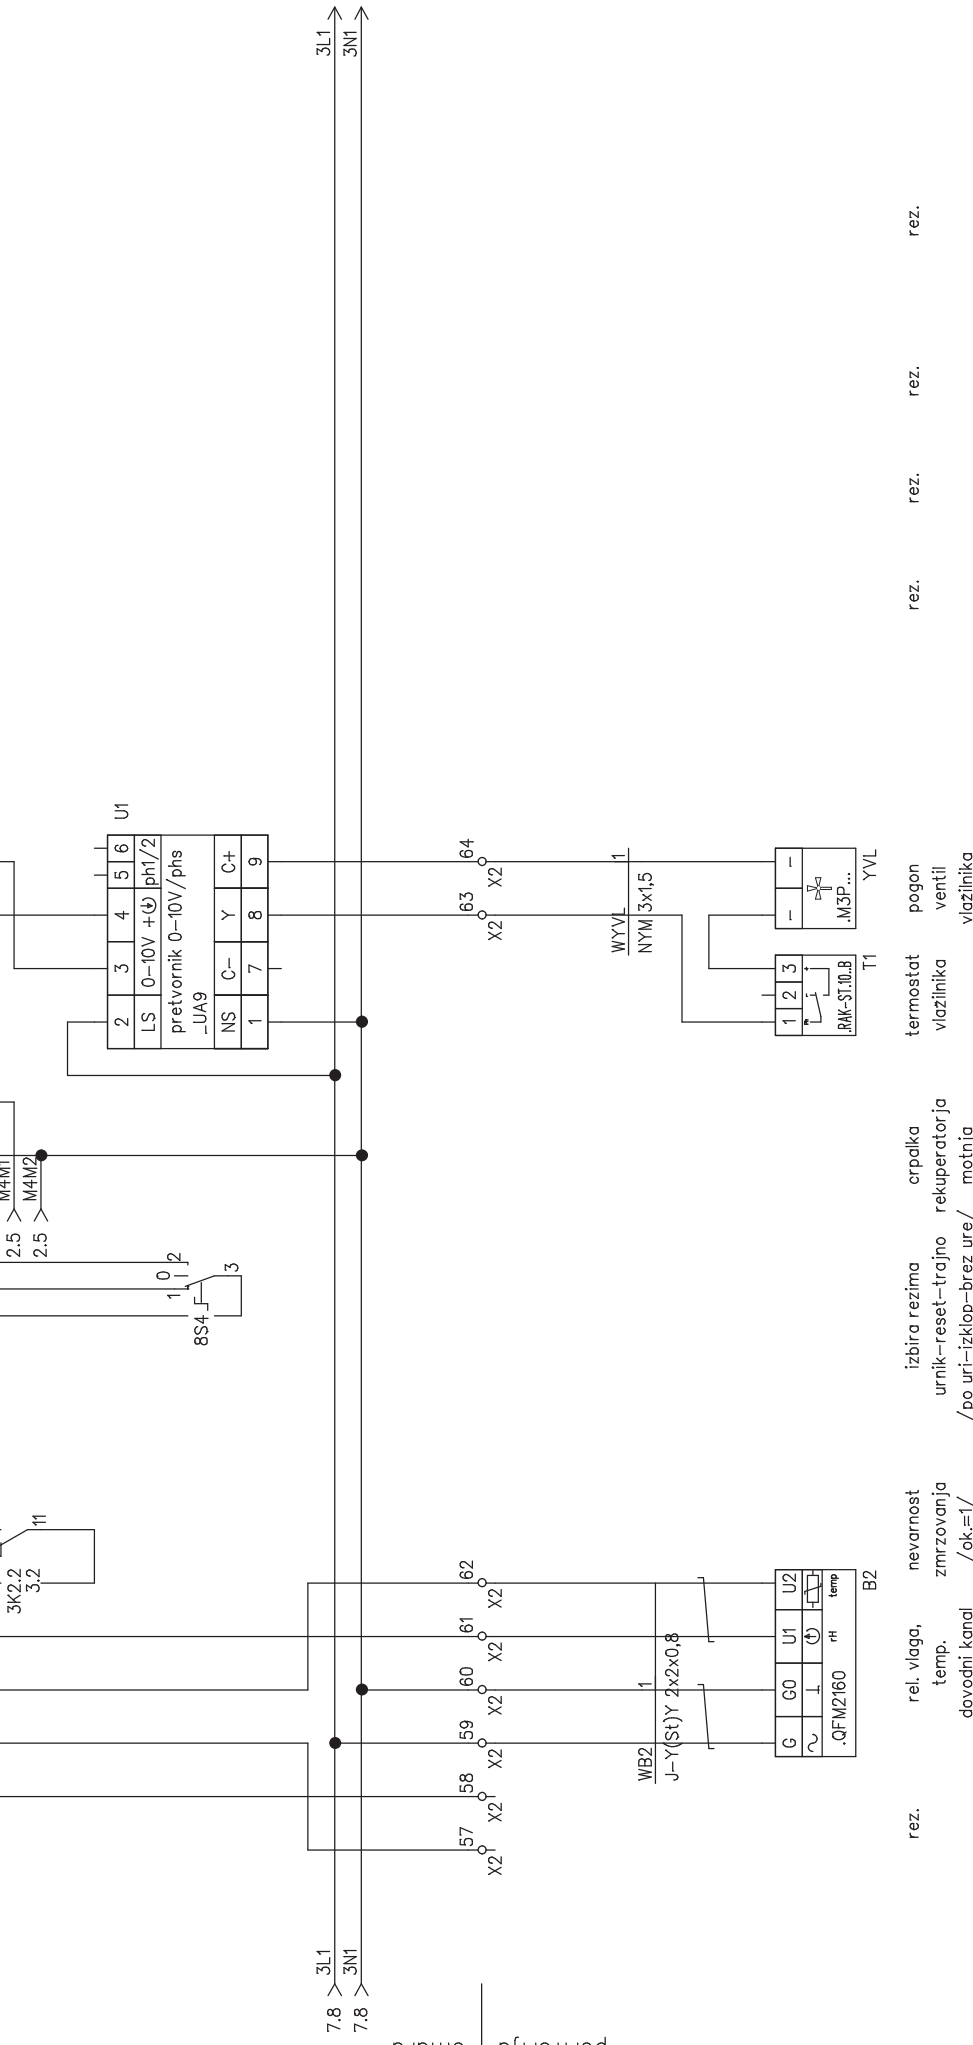 3L1
3N1
U1
2
3
4
5
6
LS
0-10V +
ph1/2
pretvornik 0-10V/phs
_UA9
NS
C-
Y
C+
1
7
8
9
M4M1
M4M2
2.5
2.5
1
0
2
3
8S4
11
3K2.2
3.2
7.8
3L1
7.8
3N1
57
X2
58
X2
59
X2
60
X2
61
X2
62
X2
63
X2
64
X2
WB2
1
J-Y(St)Y 2x2x0,8
WYVL
1
NYM 3x1,5
G
G0
U1
U2
rH
temp
.QFM2160
B2
1
2
3
.RAK-ST.10..B
T1
.M3P...
YVL
rez.
rel. vlaga,
temp.
dovodni kanal
nevarnost
zmrzovanja
/ok.=1/
izbira rezima
urnik-reset-trajno
/po uri-izklop-brez ure/
crpalka
rekuperatorja
motnja
termostat
vlažilnika
pogon
ventil
vlažilnika
rez.
rez.
rez.
rez.